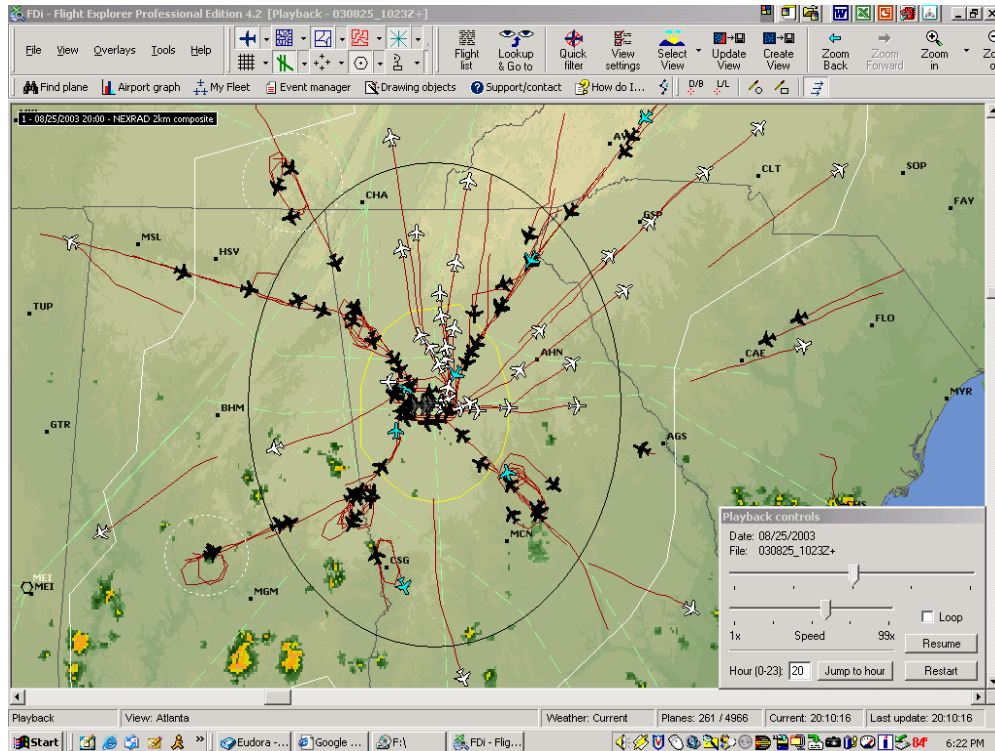 FDi - Flight Explorer Professional Edition 4.2 [Playback - 030825_1023Z+]
File View Overlays Tools Help
Flight list
Lookup & Go to
Quick filter
View settings
Select View
Update View
Create View
Zoom Back
Zoom Forward
Zoom in
Find plane Airport graph My Fleet Event manager Drawing objects Support/contact How do I... D/B L/L
1 - 08/25/2003 20:00 - NEXRAD 2km composite
CHA
CLT
SOP
FAY
GSP
MSL
HSV
TUP
FLO
AHN
CAE
MYR
BHM
GTR
AGS
MCN
CSG
MEI
MEI
MGM
Playback controls
Date: 08/25/2003
File: 030825_1023Z+
Loop
1x Speed 99x
Resume
Hour (0-23): 20 Jump to hour Restart
Playback View: Atlanta Weather: Current Planes: 261 / 4966 Current: 20:10:16 Last update: 20:10:16
Start » Eudora -... Google ... F:\ FDi - Flig... 84° 6:22 PM